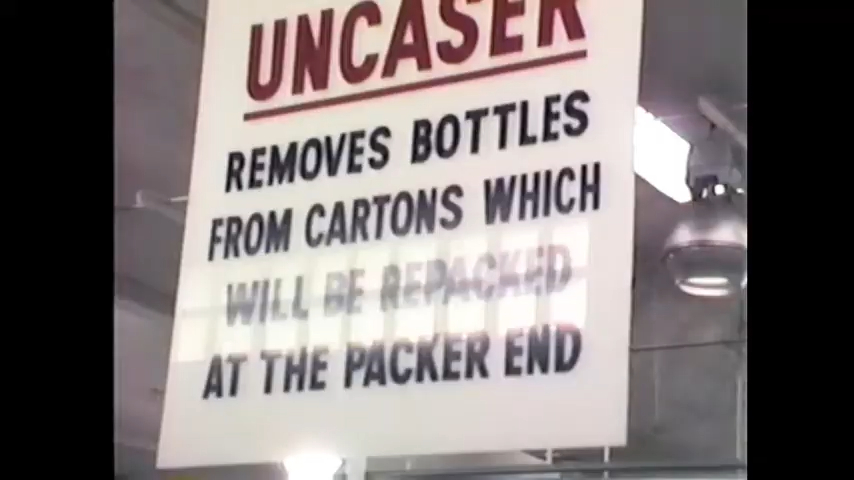 UNCASER
REMOVES BOTTLES
FROM CARTONS WHICH
WILL BE REPACKED
AT THE PACKER END